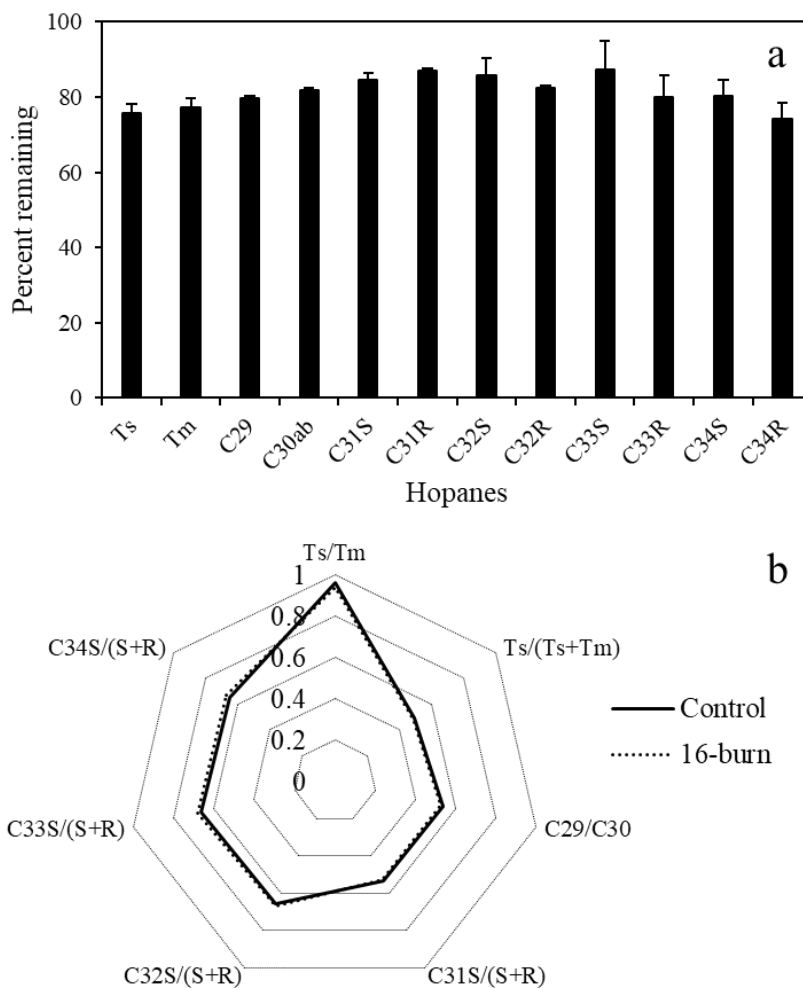 100
80
60
40
20
0
Percent remaining
a
Ts
Tm
C29
C30ab
C31S
C31R
C32S
C32R
C33S
C33R
C34S
C34R
Hopanes
b
Ts/Tm
1
0.8
0.6
0.4
0.2
0
C34S/(S+R)
Ts/(Ts+Tm)
Control
16-burn
C33S/(S+R)
C29/C30
C32S/(S+R)
C31S/(S+R)